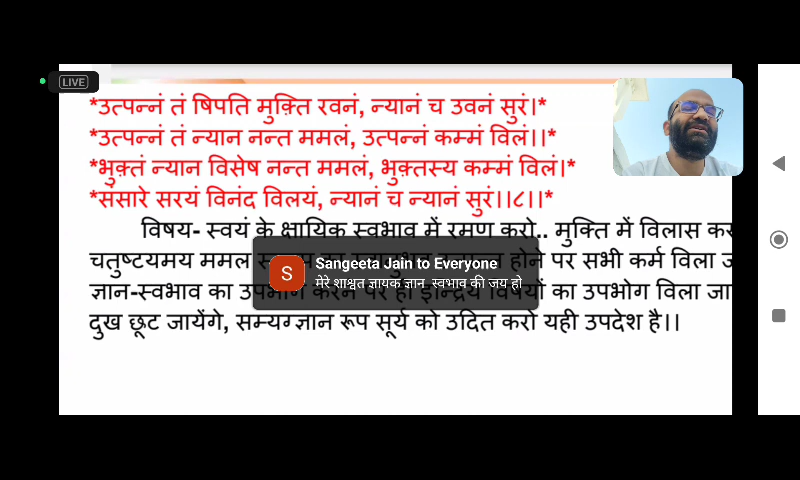 LIVE
*उत्पन्नं तं षिपति मुक़्ति रवनं, न्यानं च उवनं सुरं।*
*उत्पन्नं तं न्यान नन्त ममलं, उत्पन्नं कम्मं विलं।।*
*भुक़्तं न्यान विसेष नन्त ममलं, भुक़्तस्य कम्मं विलं।*
*संसारे सरयं विनंद विलयं, न्यानं च न्यानं सुरं।।८।।*
विषय- स्वयं के क्षायिक स्वभाव में रमण करो.. मुक्ति में विलास
चतुष्टयमय ममल होने पर सभी कर्म विला
ज्ञान-स्वभाव का उपभोग करने पर ही इन्द्रिय विषयों का उपभोग विला
दुख छूट जायेंगे, सम्यग्ज्ञान रूप सूर्य को उदित करो यही उपदेश है।।
S
Sangeeta Jain to Everyone
मेरे शाश्वत ज्ञायक ज्ञान स्वभाव की जय हो